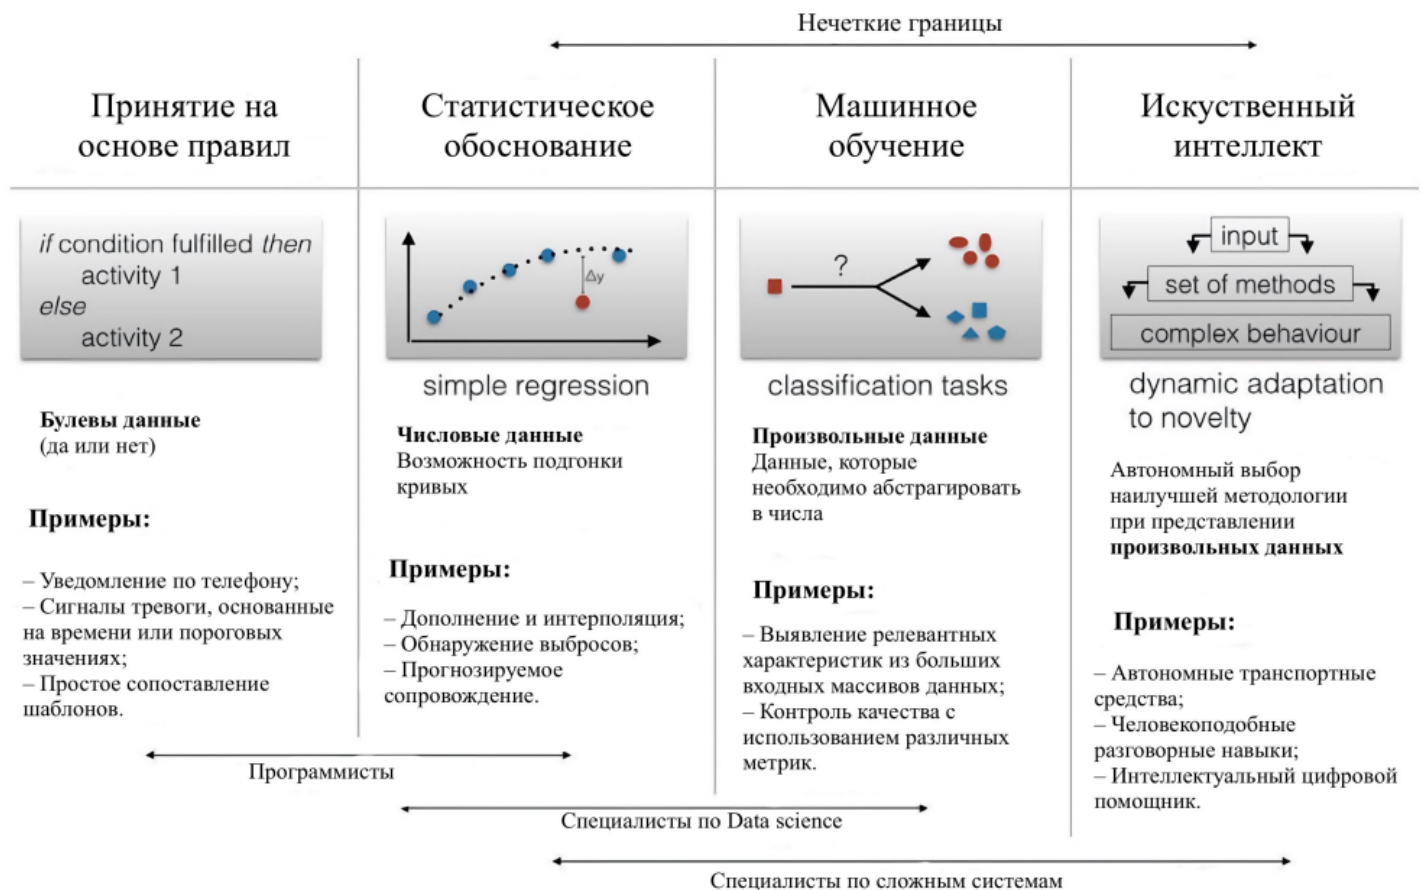 Нечеткие границы
Принятие на
основе правил
if condition fulfilled then
activity 1
else
activity 2
Булевы данные
(да или нет)
Примеры:
– Уведомление по телефону;
– Сигналы тревоги, основанные
на времени или пороговых
значениях;
– Простое сопоставление
шаблонов.
Статистическое
обоснование
Δy
simple regression
Числовые данные
Возможность подгонки
кривых
Примеры:
– Дополнение и интерполяция;
– Обнаружение выбросов;
– Прогнозируемое
сопровождение.
Машинное
обучение
?
classification tasks
Произвольные данные
Данные, которые
необходимо абстрагировать
в числа
Примеры:
– Выявление релевантных
характеристик из больших
входных массивов данных;
– Контроль качества с
использованием различных
метрик.
Искуственный
интеллект
input
set of methods
complex behaviour
dynamic adaptation
to novelty
Автономный выбор
наилучшей методологии
при представлении
произвольных данных
Примеры:
– Автономные транспортные
средства;
– Человекоподобные
разговорные навыки;
– Интеллектуальный цифровой
помощник.
Программисты
Специалисты по Data science
Специалисты по сложным системам